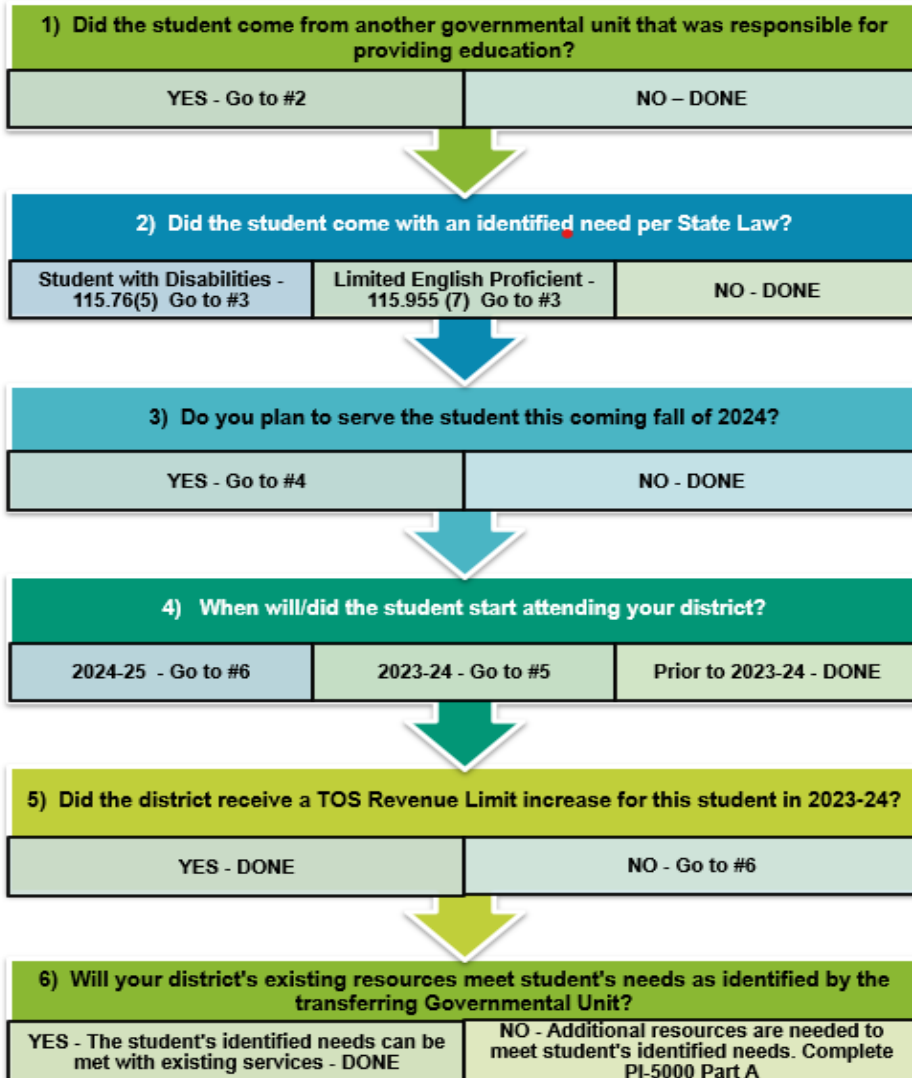 1) Did the student come from another governmental unit that was responsible for
providing education?
YES - Go to #2
NO – DONE
2) Did the student come with an identified need per State Law?
Student with Disabilities -
115.76(5) Go to #3
Limited English Proficient -
115.955 (7) Go to #3
NO - DONE
3) Do you plan to serve the student this coming fall of 2024?
YES - Go to #4
NO - DONE
4) When will/did the student start attending your district?
2024-25 - Go to #6
2023-24 - Go to #5
Prior to 2023-24 - DONE
5) Did the district receive a TOS Revenue Limit increase for this student in 2023-24?
YES - DONE
NO - Go to #6
6) Will your district's existing resources meet student's needs as identified by the
transferring Governmental Unit?
YES - The student's identified needs can be
met with existing services - DONE
NO - Additional resources are needed to
meet student's identified needs. Complete
PI-5000 Part A